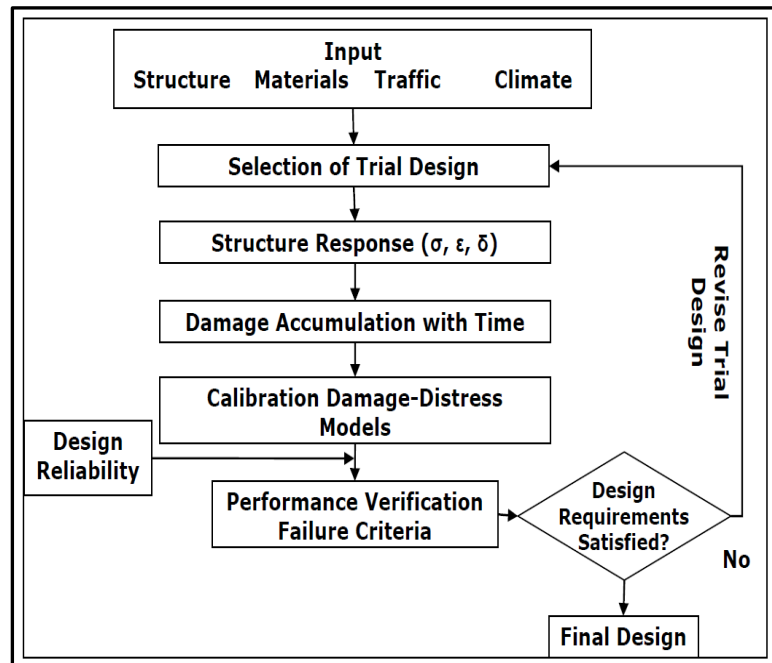 Input
Structure Materials Traffic Climate
Selection of Trial Design
Structure Response (σ, ε, δ)
Damage Accumulation with Time
Calibration Damage-Distress
Models
Design
Reliability
Performance Verification
Failure Criteria
Design
Requirements
Satisfied?
No
Revise Trial
Design
Final Design